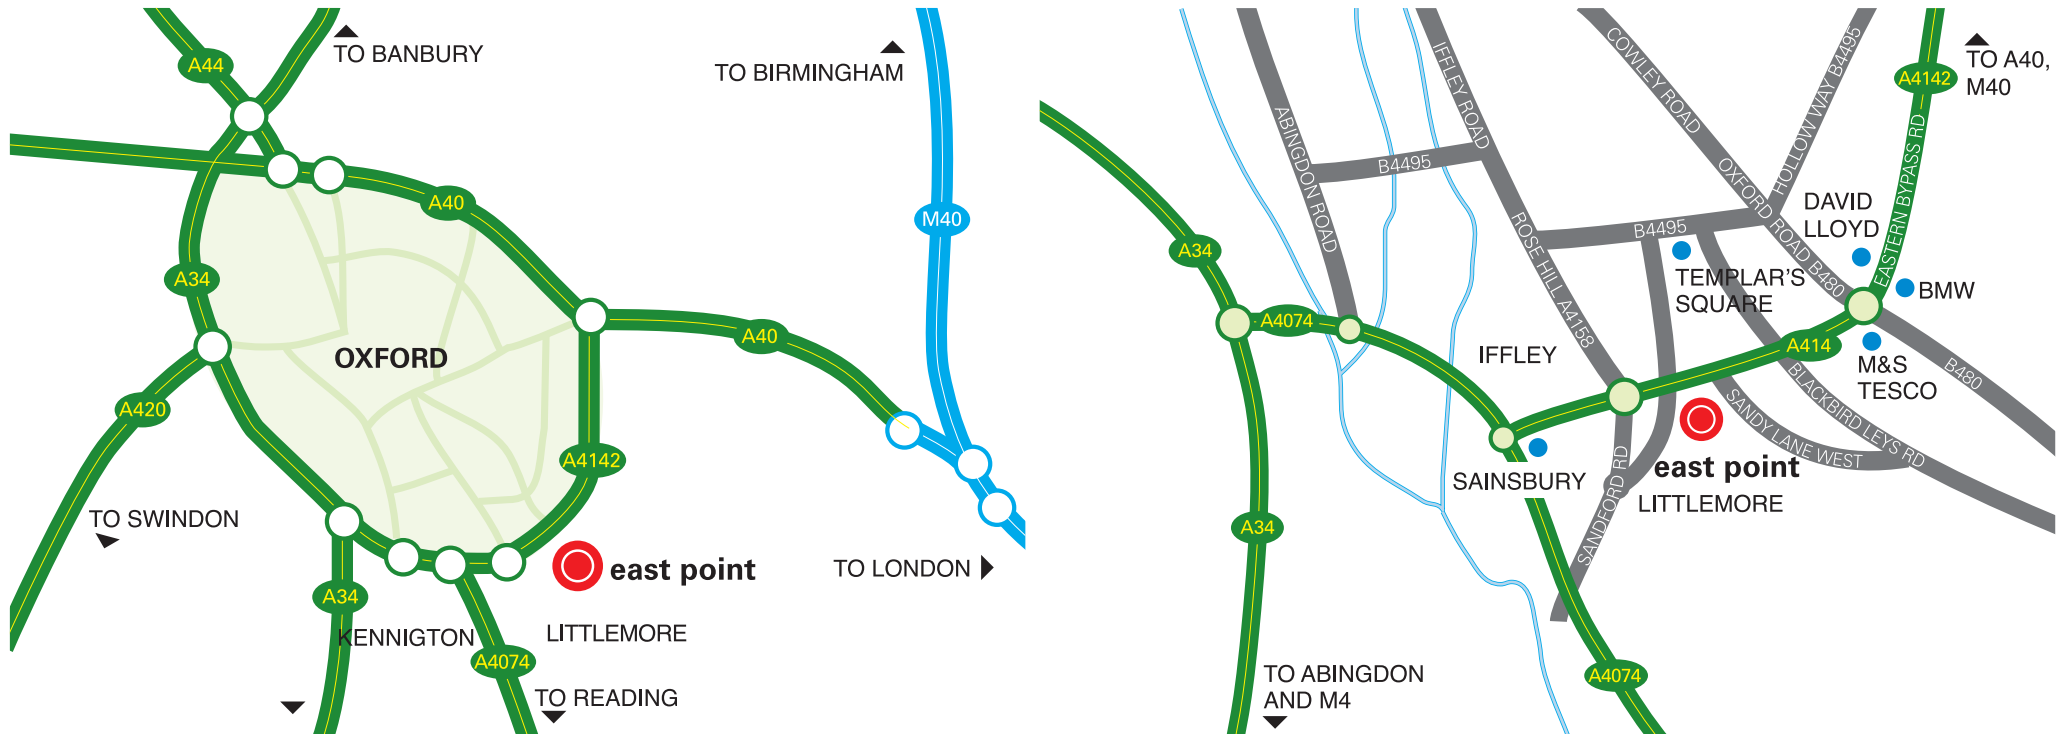 A44
TO BANBURY
TO BIRMINGHAM
A40
M40
A34
A40
OXFORD
A420
A4142
TO SWINDON
east point
TO LONDON
A34
KENNINGTON
LITTLEMORE
A4074
TO READING
IFFLEY ROAD
COWLEY ROAD
HOLLOW WAY B4495
TO A40,
M40
A4142
ABINGDON ROAD
B4495
EASTERN BYPASS RD
OXFORD ROAD B480
DAVID
LLOYD
ROSE HILL A4158
B4495
A34
TEMPLAR'S
SQUARE
BMW
A4074
A414
IFFLEY
M&S
TESCO
B480
BLACKBIRD LEYS RD
SANDY LANE WEST
SAINSBURY
SANDFORD RD
east point
LITTLEMORE
A34
TO ABINGDON
AND M4
A4074